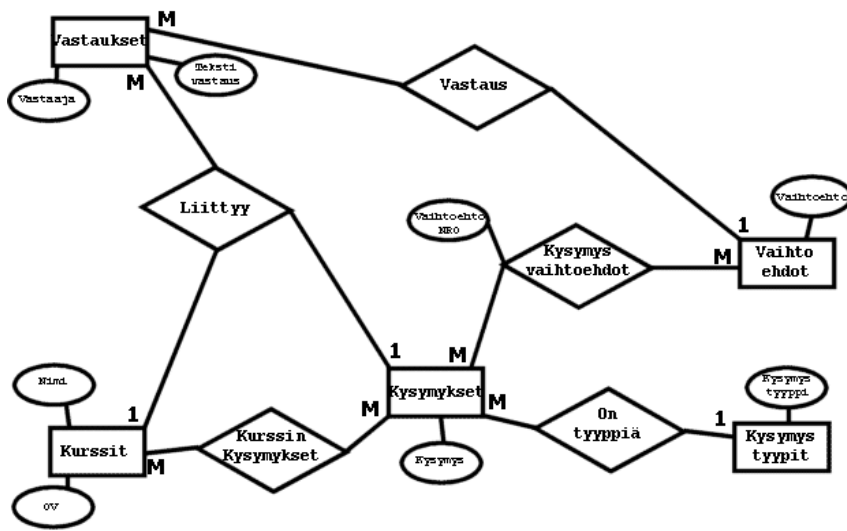 M
Vastaukset
Teksti
vastaus
M
Vastaaja
Vastaus
Liittyy
Vaihtoehto
NRO
Vaihtoehto
Kysymys
vaihtoehdot
1
M
Vaihto
ehdot
1
M
Kysymykset
M
M
Kysymys
Nimi
1
Kurssit
M
OV
Kurssin
Kysymykset
On
tyyppiä
Kysymys
tyyppi
1
Kysymys
tyypit